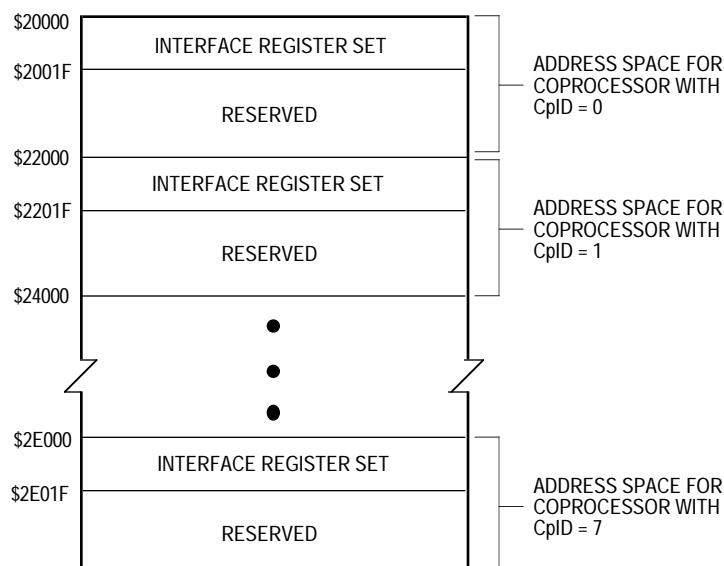 $20000
INTERFACE REGISTER SET
$2001F
RESERVED
ADDRESS SPACE FOR
COPROCESSOR WITH
CpID = 0
$22000
INTERFACE REGISTER SET
$2201F
RESERVED
ADDRESS SPACE FOR
COPROCESSOR WITH
CpID = 1
$24000
$2E000
INTERFACE REGISTER SET
$2E01F
RESERVED
ADDRESS SPACE FOR
COPROCESSOR WITH
CpID = 7